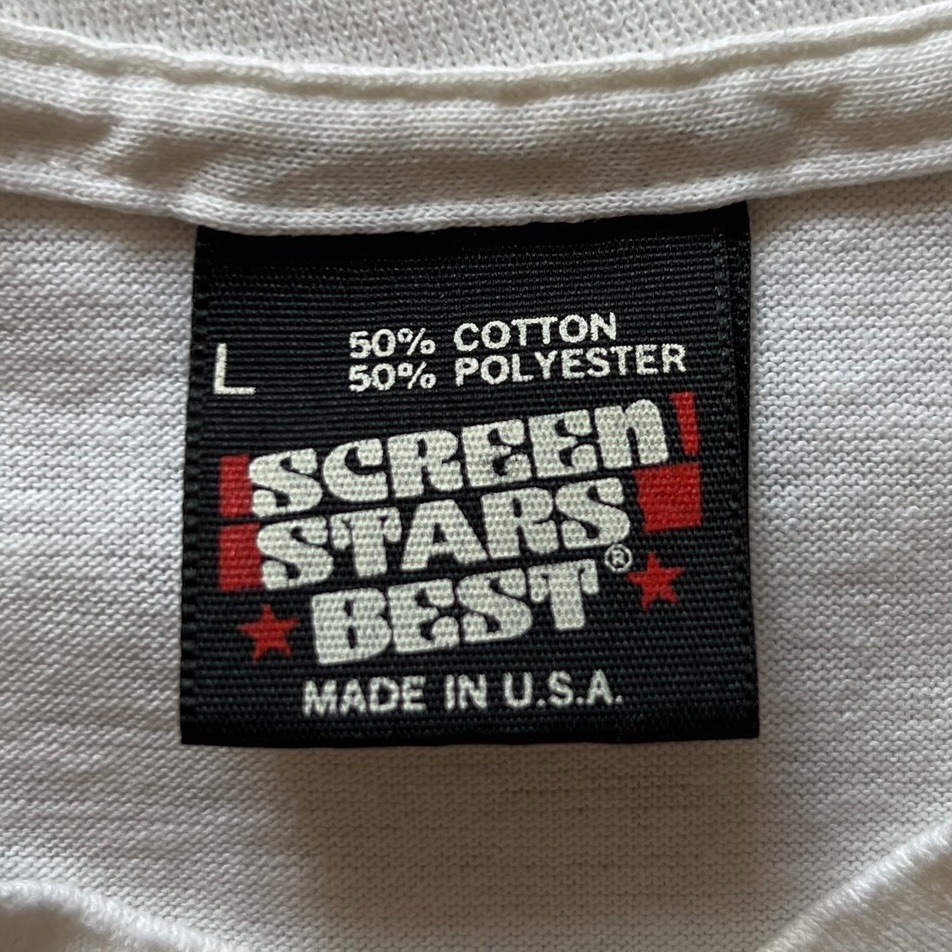 50% COTTON
L
50% POLYESTER
SCREEN
STARS
BEST®
MADE IN U.S.A.